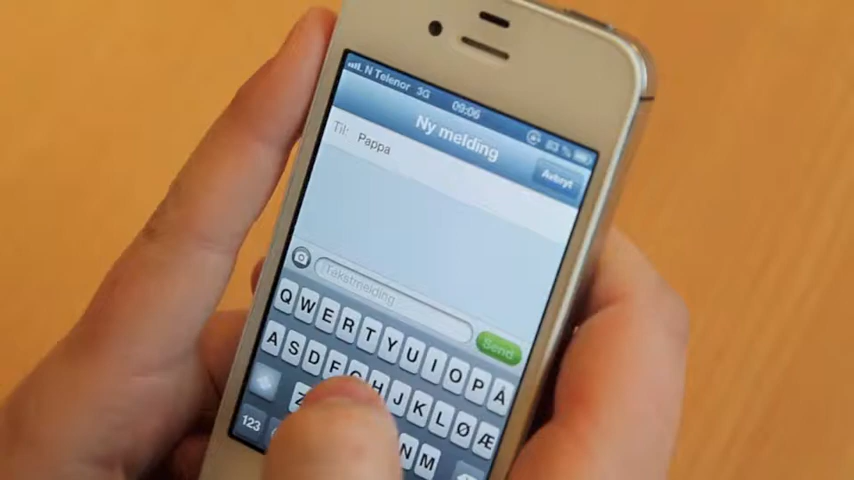 N Telenor 3G 09:06
Ny melding
Avbryt
Til: Pappa
Tekstmelding
Send
Q W E R T Y U I O P Å
A S D F G H J K L Ø Æ
Z N M
123